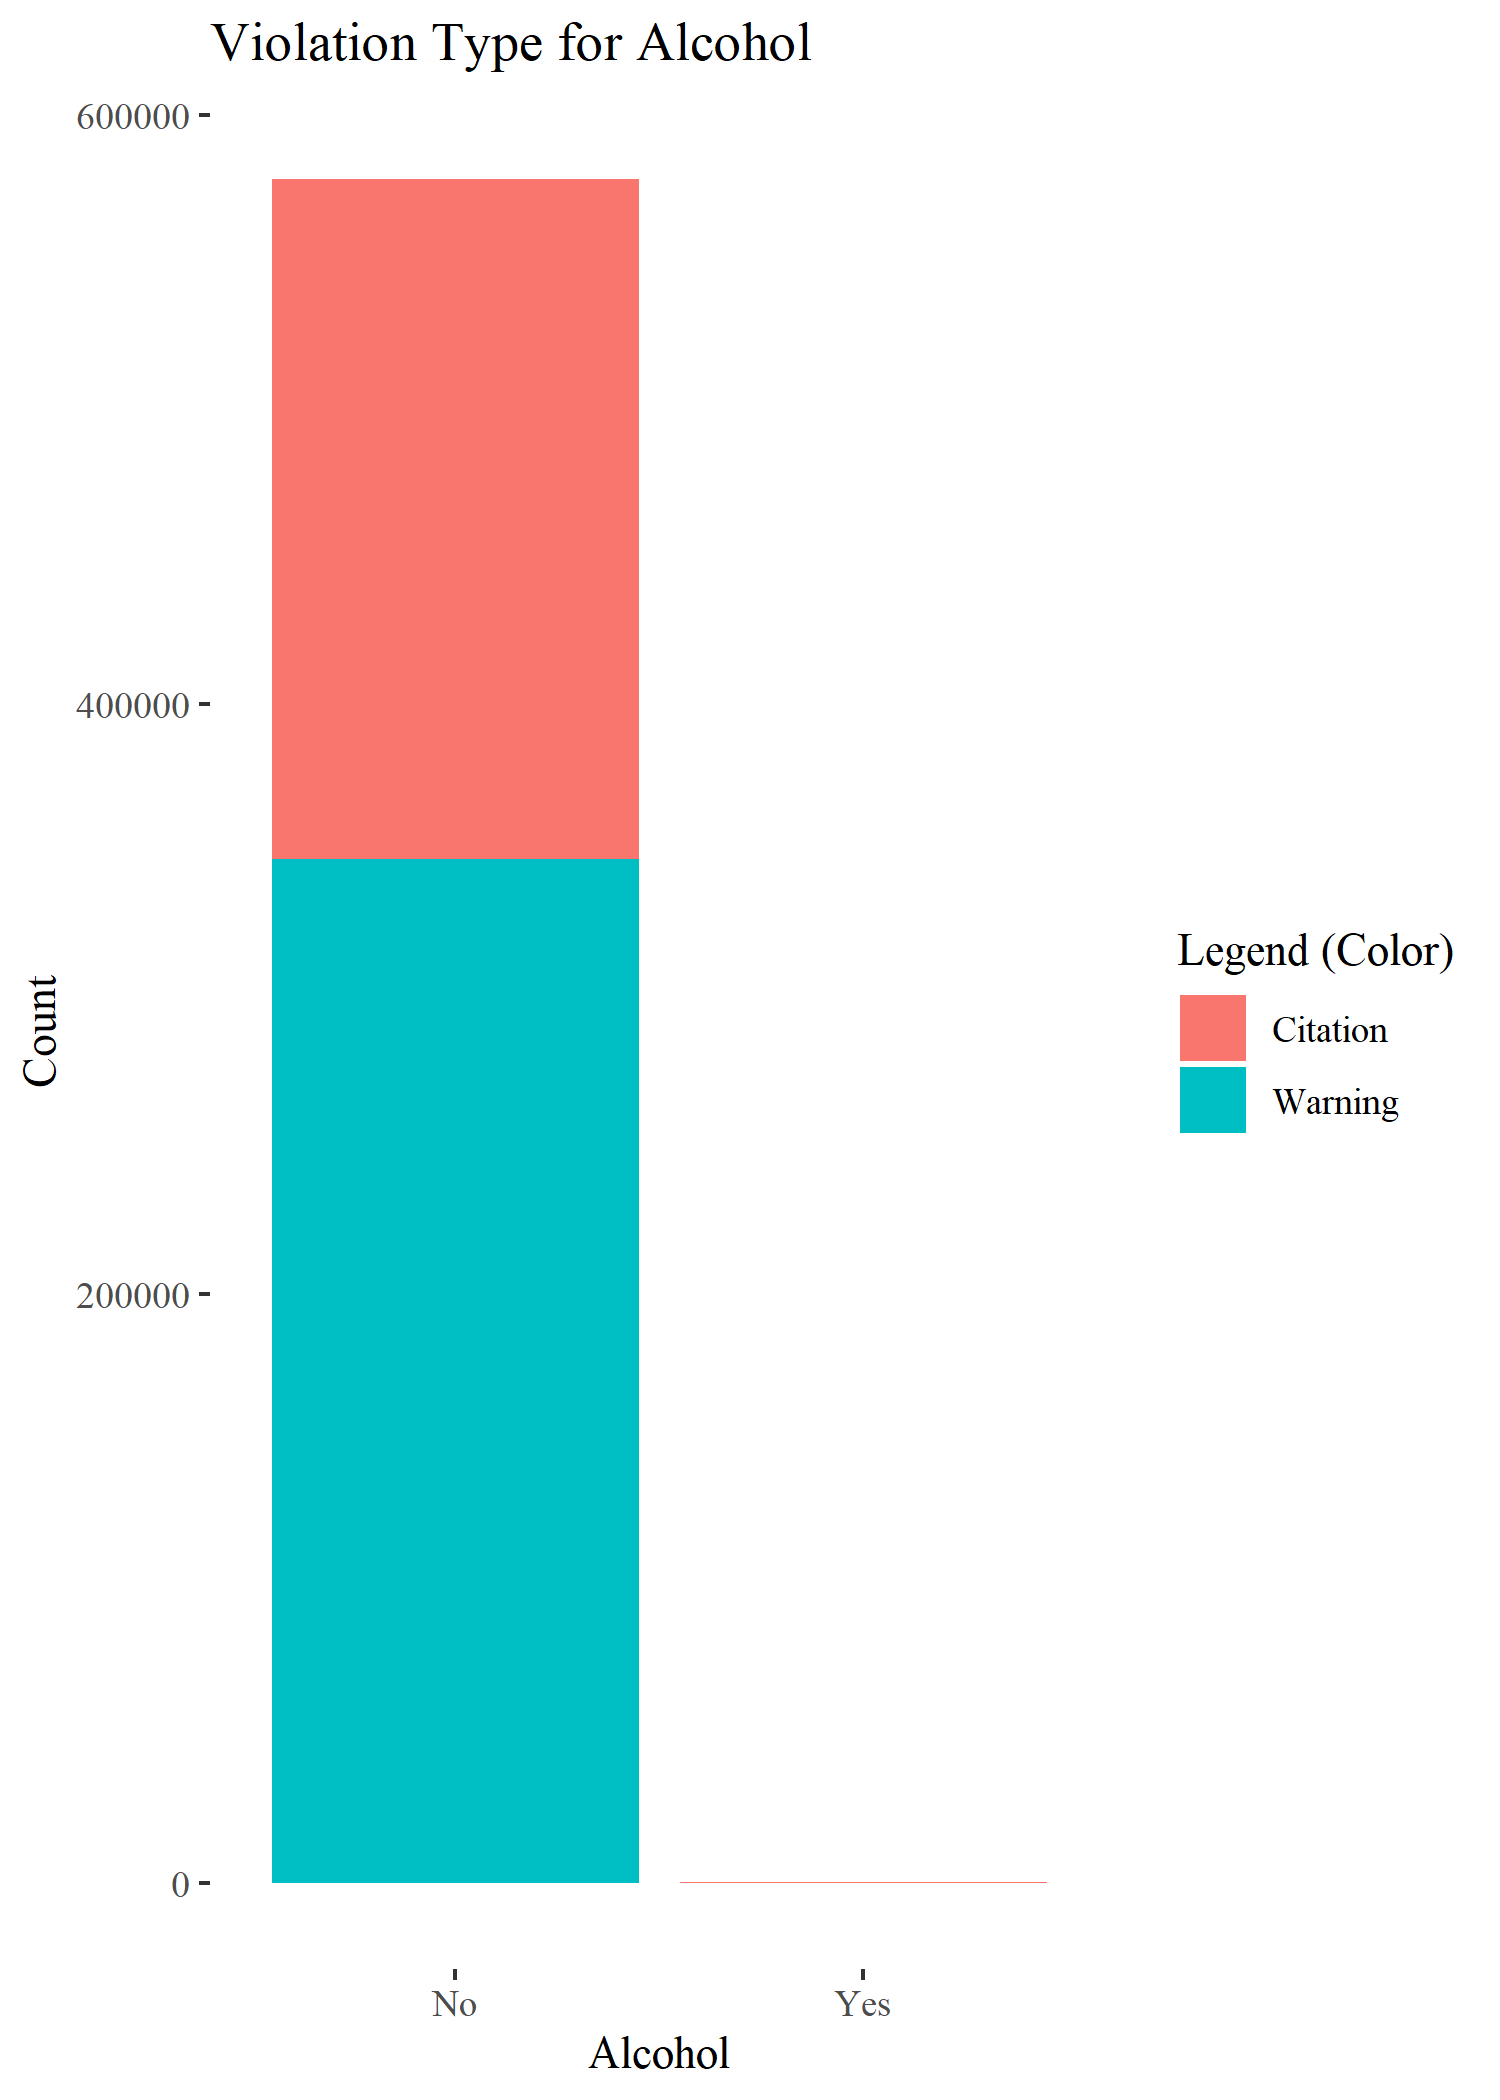 Violation Type for Alcohol
600000
400000
200000
0
Count
No
Yes
Alcohol
Legend (Color)
Citation
Warning